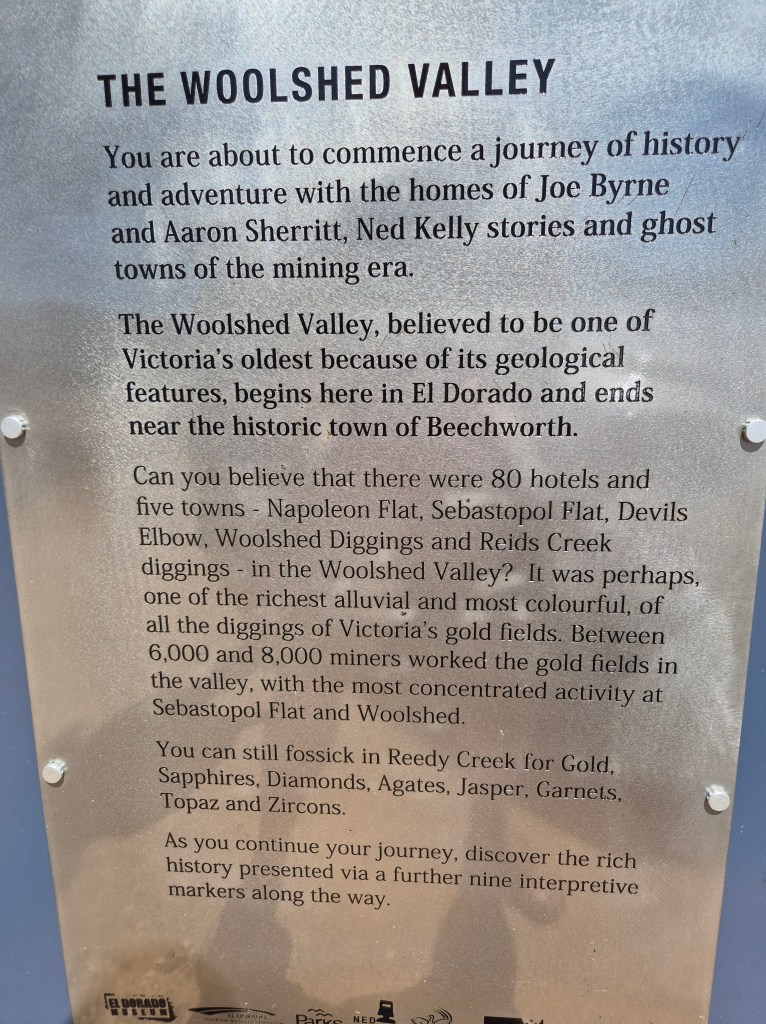 THE WOOLSHED VALLEY
You are about to commence a journey of history
and adventure with the homes of Joe Byrne
and Aaron Sherritt, Ned Kelly stories and ghost
towns of the mining era.
The Woolshed Valley, believed to be one of
Victoria's oldest because of its geological
features, begins here in El Dorado and ends
near the historic town of Beechworth.
Can you believe that there were 80 hotels and
five towns - Napoleon Flat, Sebastopol Flat, Devils
Elbow, Woolshed Diggings and Reids Creek
diggings - in the Woolshed Valley? It was perhaps,
one of the richest alluvial and most colourful, of
all the diggings of Victoria's gold fields. Between
6,000 and 8,000 miners worked the gold fields in
the valley, with the most concentrated activity at
Sebastopol Flat and Woolshed.
You can still fossick in Reedy Creek for Gold,
Sapphires, Diamonds, Agates, Jasper, Garnets,
Topaz and Zircons.
As you continue your journey, discover the rich
history presented via a further nine interpretive
markers along the way.
EL DORADO
MUSEUM
Parks
NED